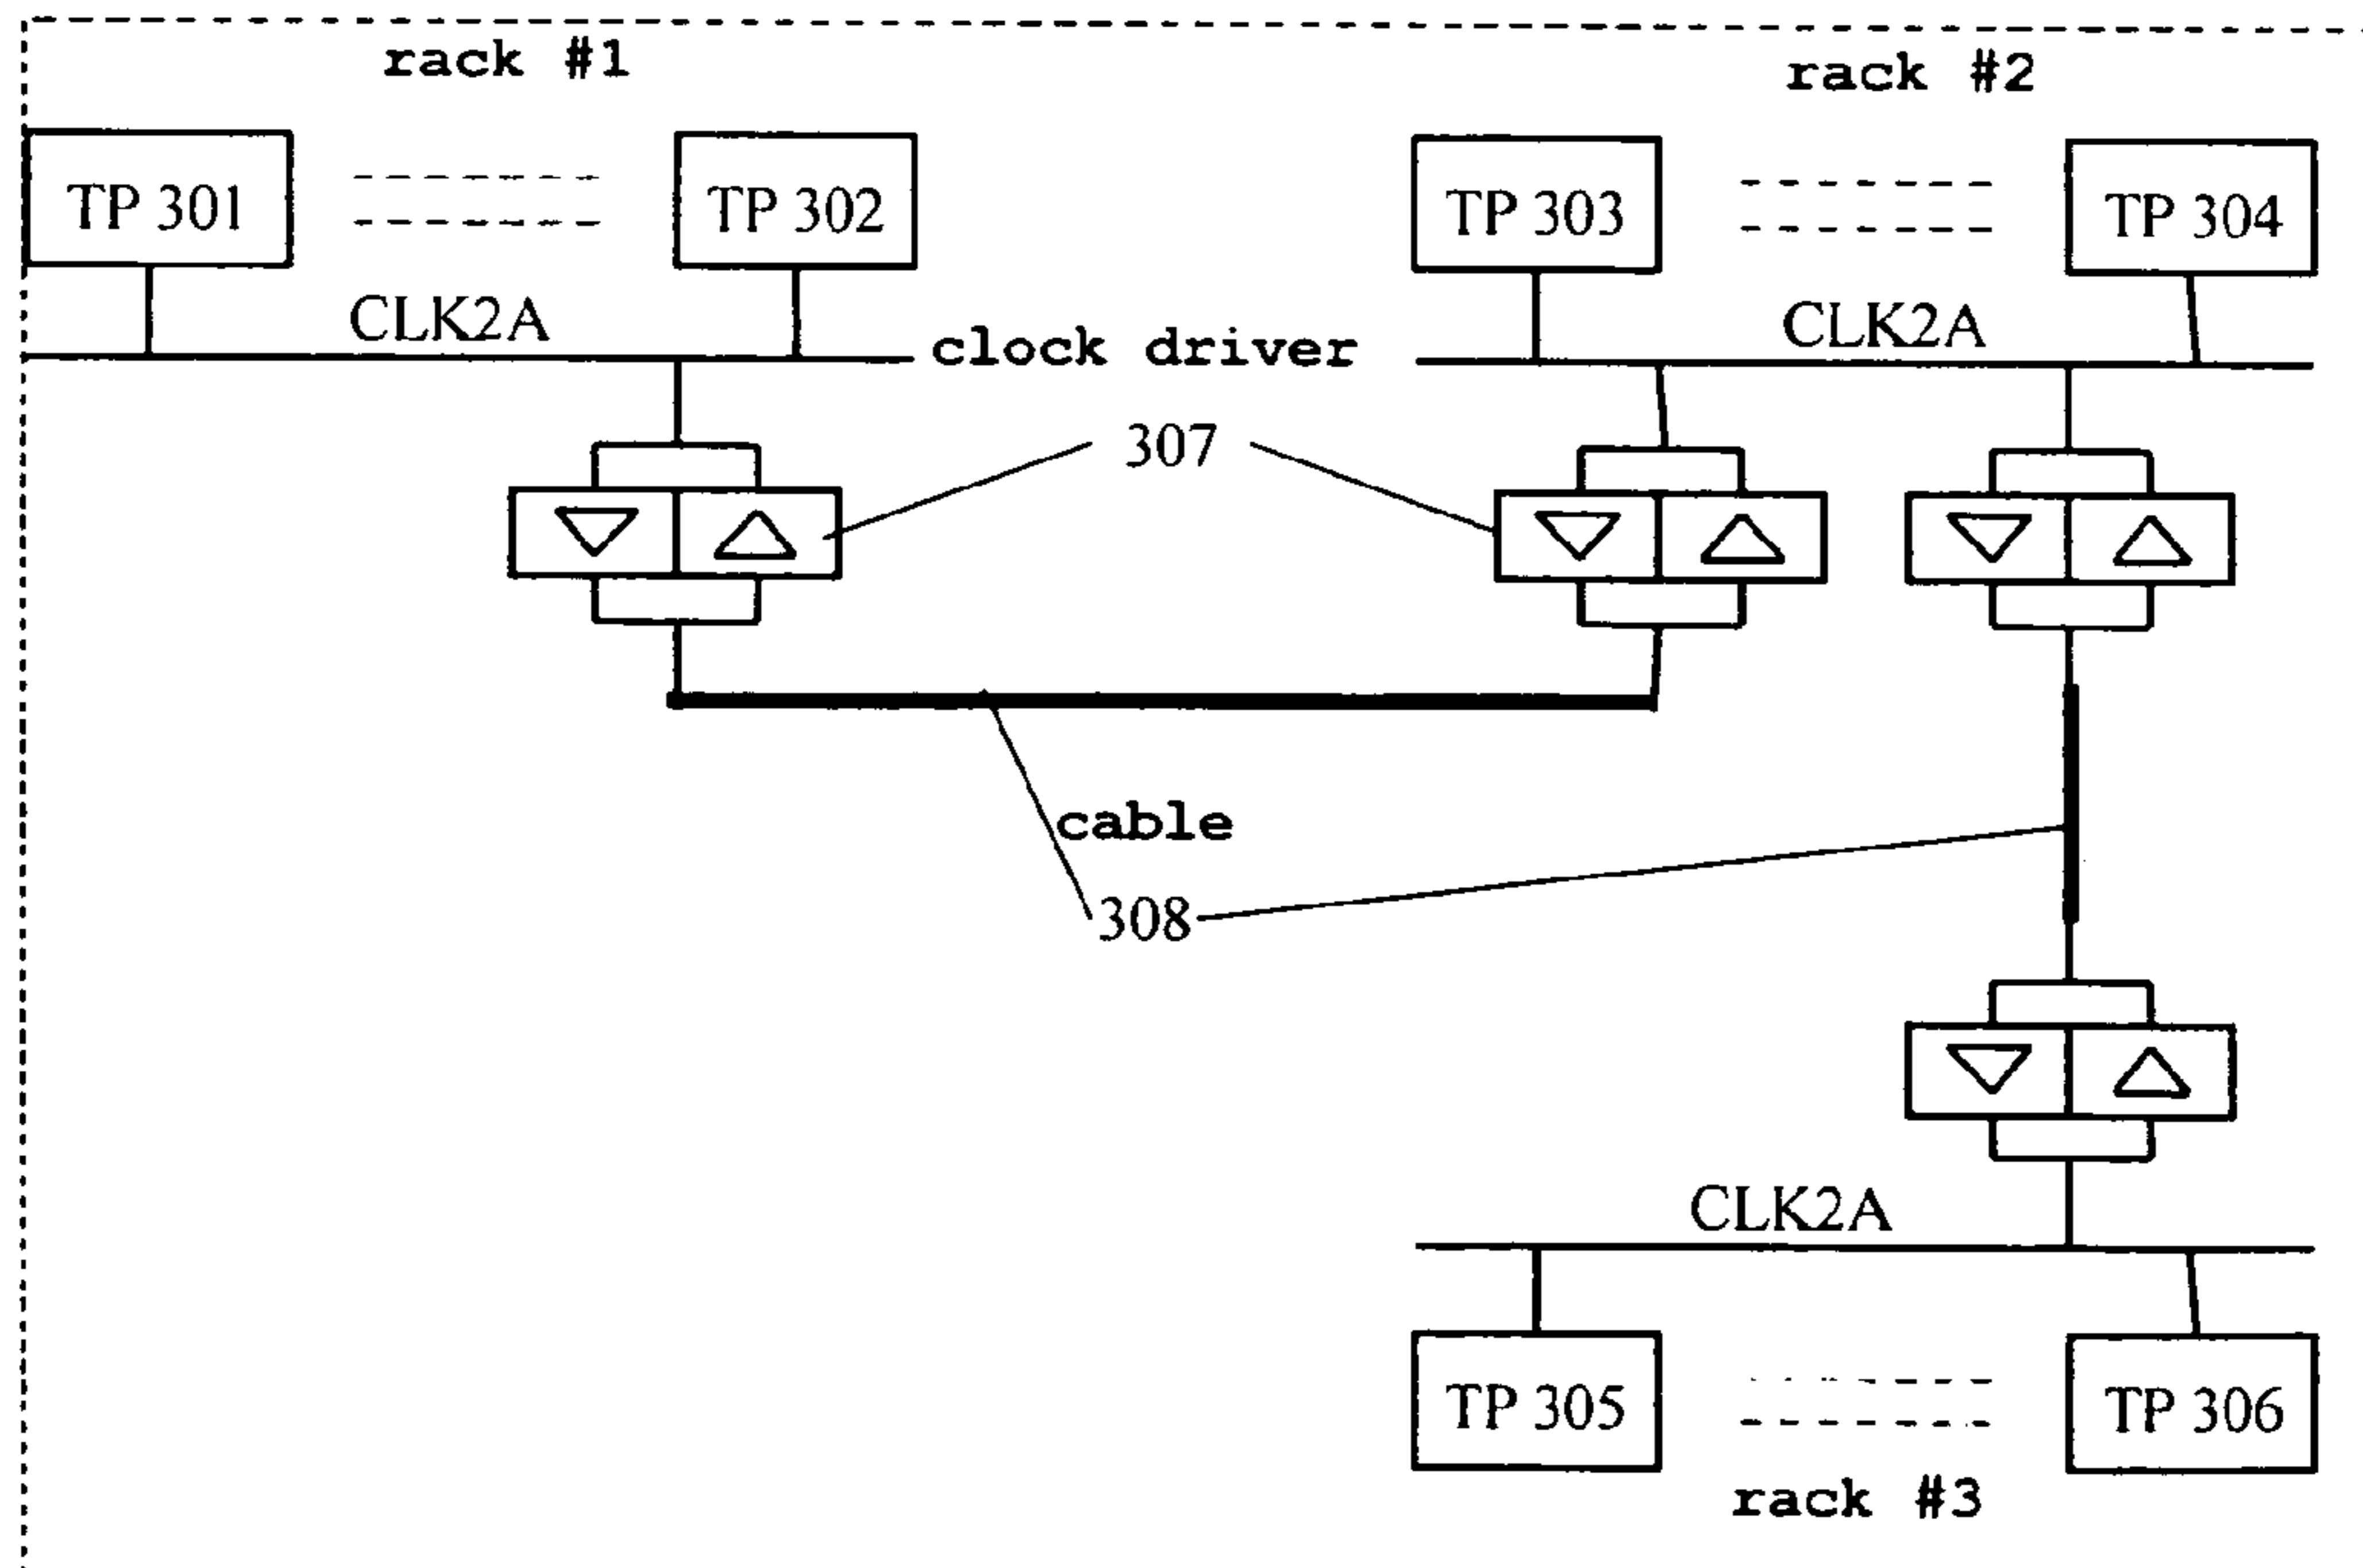 rack #1
rack #2
TP 301
TP 302
TP 303
TP 304
CLK2A
clock driver
CLK2A
307
cable
308
CLK2A
TP 305
TP 306
rack #3